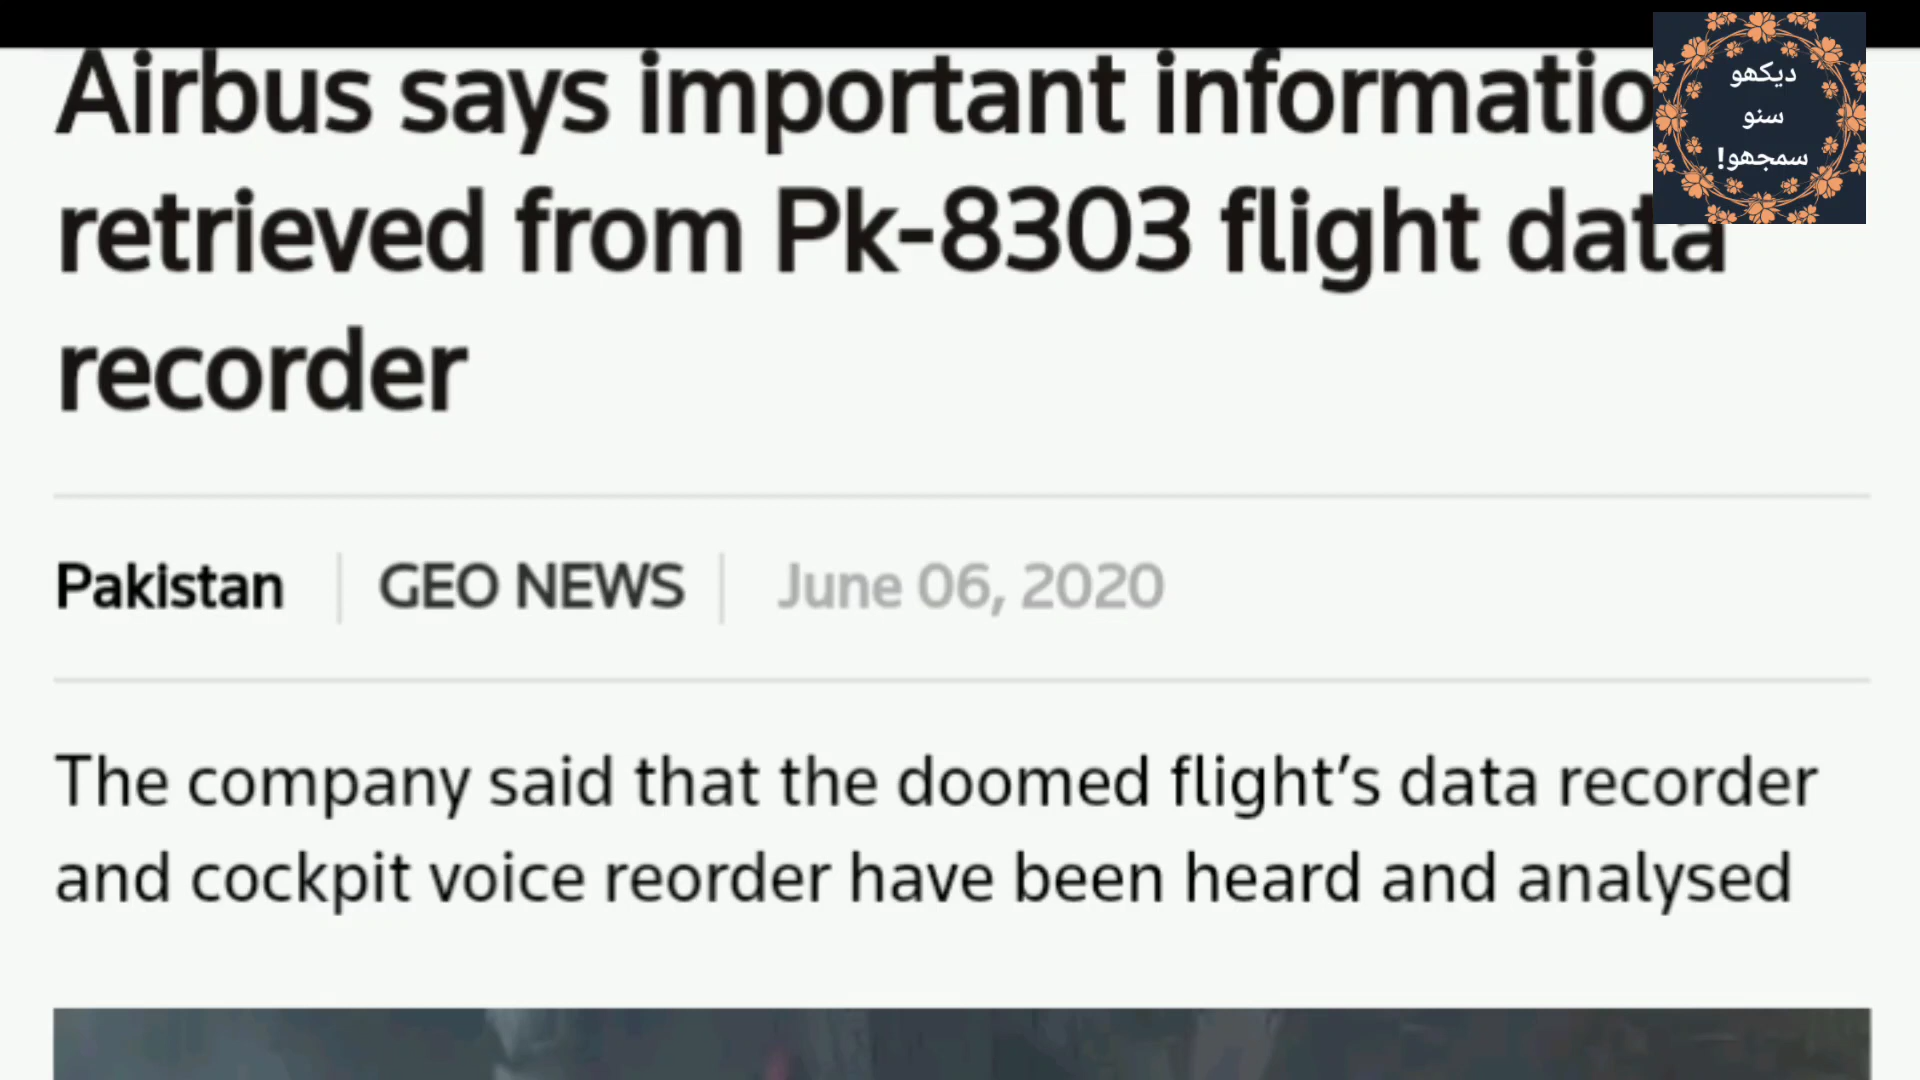 Airbus says important informatio
retrieved from Pk-8303 flight data
recorder
دیکھو
سنو
سمجھو!
Pakistan
GEO NEWS
June 06, 2020
The company said that the doomed flight’s data recorder
and cockpit voice reorder have been heard and analysed